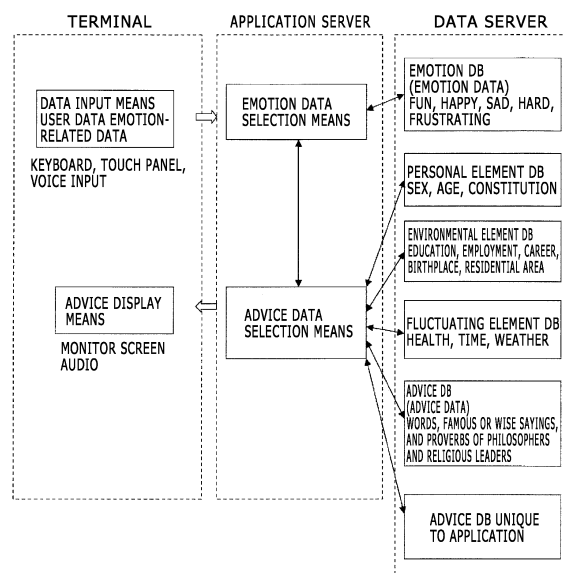 TERMINAL
APPLICATION SERVER
DATA SERVER
DATA INPUT MEANS
USER DATA EMOTION-
RELATED DATA
KEYBOARD, TOUCH PANEL,
VOICE INPUT
EMOTION DATA
SELECTION MEANS
EMOTION DB
(EMOTION DATA)
FUN, HAPPY, SAD, HARD,
FRUSTRATING
PERSONAL ELEMENT DB
SEX, AGE, CONSTITUTION
ENVIRONMENTAL ELEMENT DB
EDUCATION, EMPLOYMENT, CAREER,
BIRTHPLACE, RESIDENTIAL AREA
ADVICE DISPLAY
MEANS
MONITOR SCREEN
AUDIO
ADVICE DATA
SELECTION MEANS
FLUCTUATING ELEMENT DB
HEALTH, TIME, WEATHER
ADVICE DB
(ADVICE DATA)
WORDS, FAMOUS OR WISE SAYINGS,
AND PROVERBS OF PHILOSOPHERS
AND RELIGIOUS LEADERS
ADVICE DB UNIQUE
TO APPLICATION